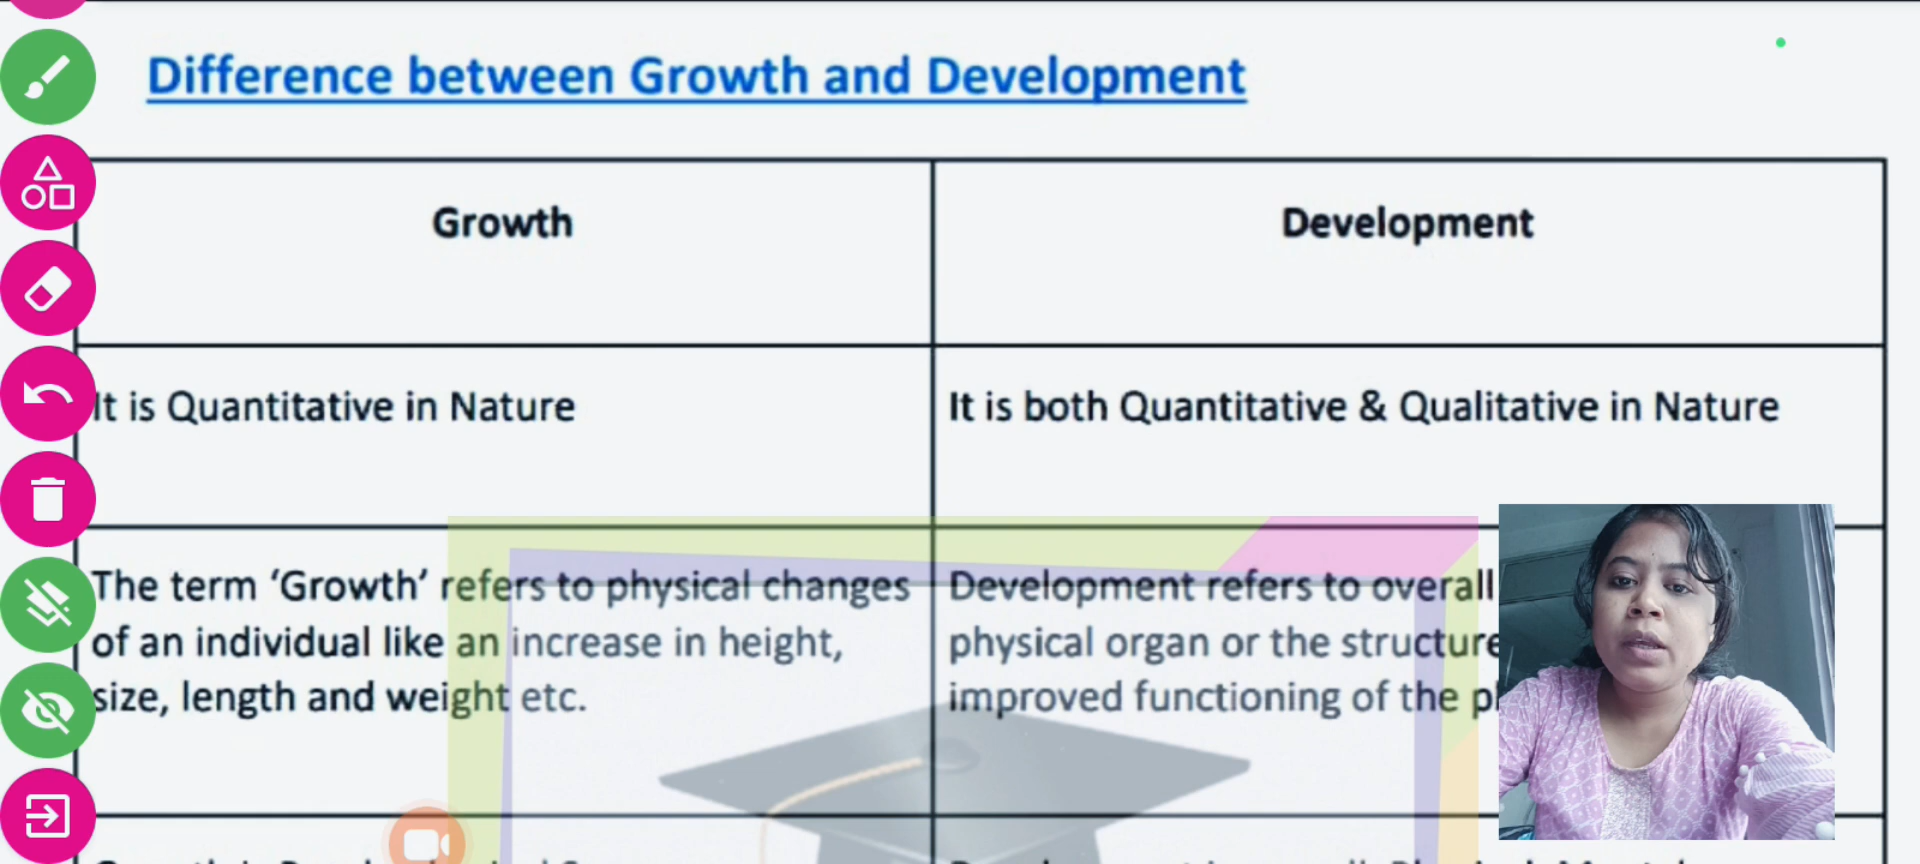 Difference between Growth and Development
Growth
Development
It is Quantitative in Nature
It is both Quantitative & Qualitative in Nature
The term ‘Growth’ refers to physical changes
of an individual like an increase in height,
size, length and weight etc.
Development refers to overall
physical organ or the structure
improved functioning of the